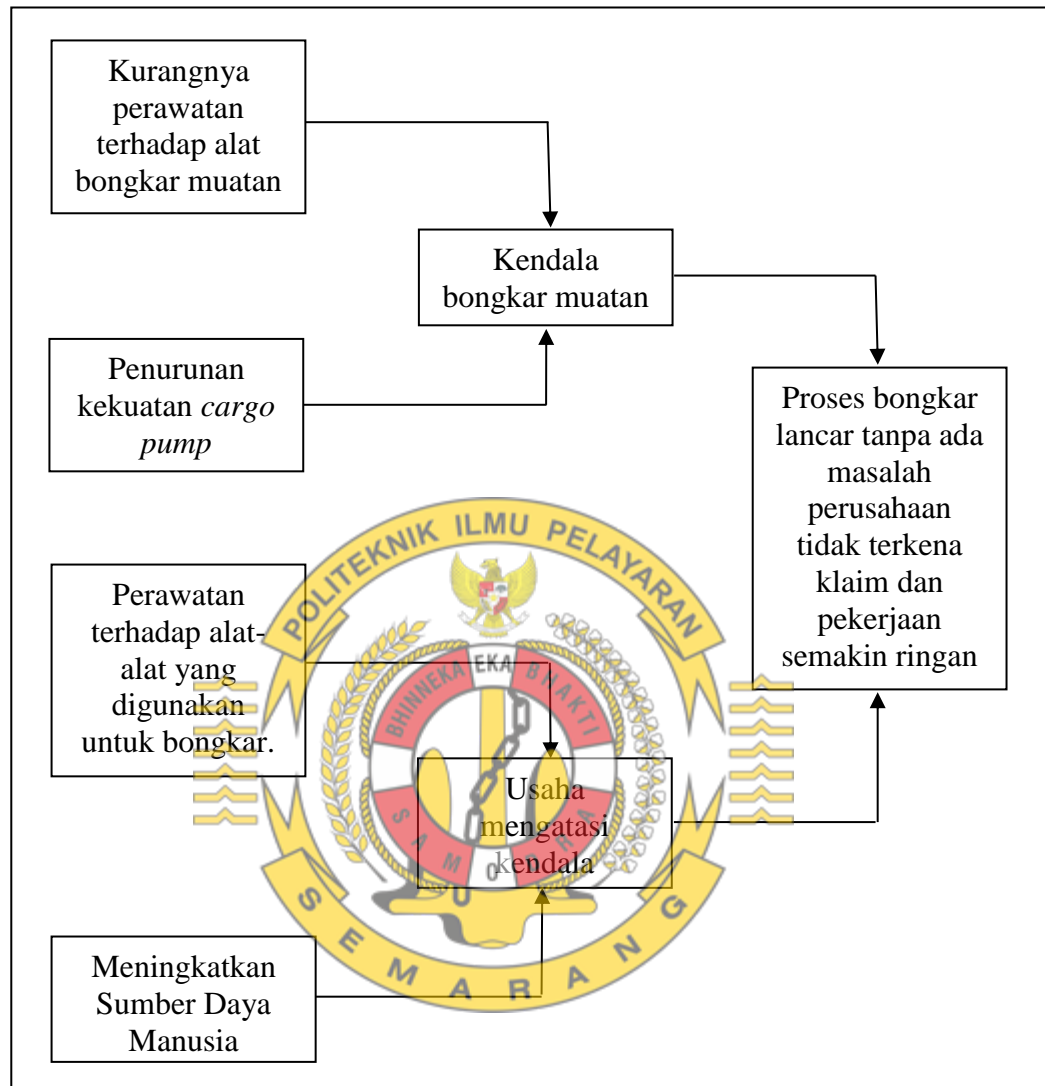 Kurangnya
perawatan
terhadap alat
bongkar muatan
Kendala
bongkar muatan
Penurunan
kekuatan cargo
pump
Proses bongkar
lancar tanpa ada
masalah
perusahaan
tidak terkena
klaim dan
pekerjaan
semakin ringan
Perawatan
terhadap alat-
alat yang
digunakan
untuk bongkar.
Usaha
mengatasi
kendala
Meningkatkan
Sumber Daya
Manusia
POLITEKNIK ILMU PELAYARAN
SEMARANG
BHINNEKA EKA BHAKTI
SAMODRA